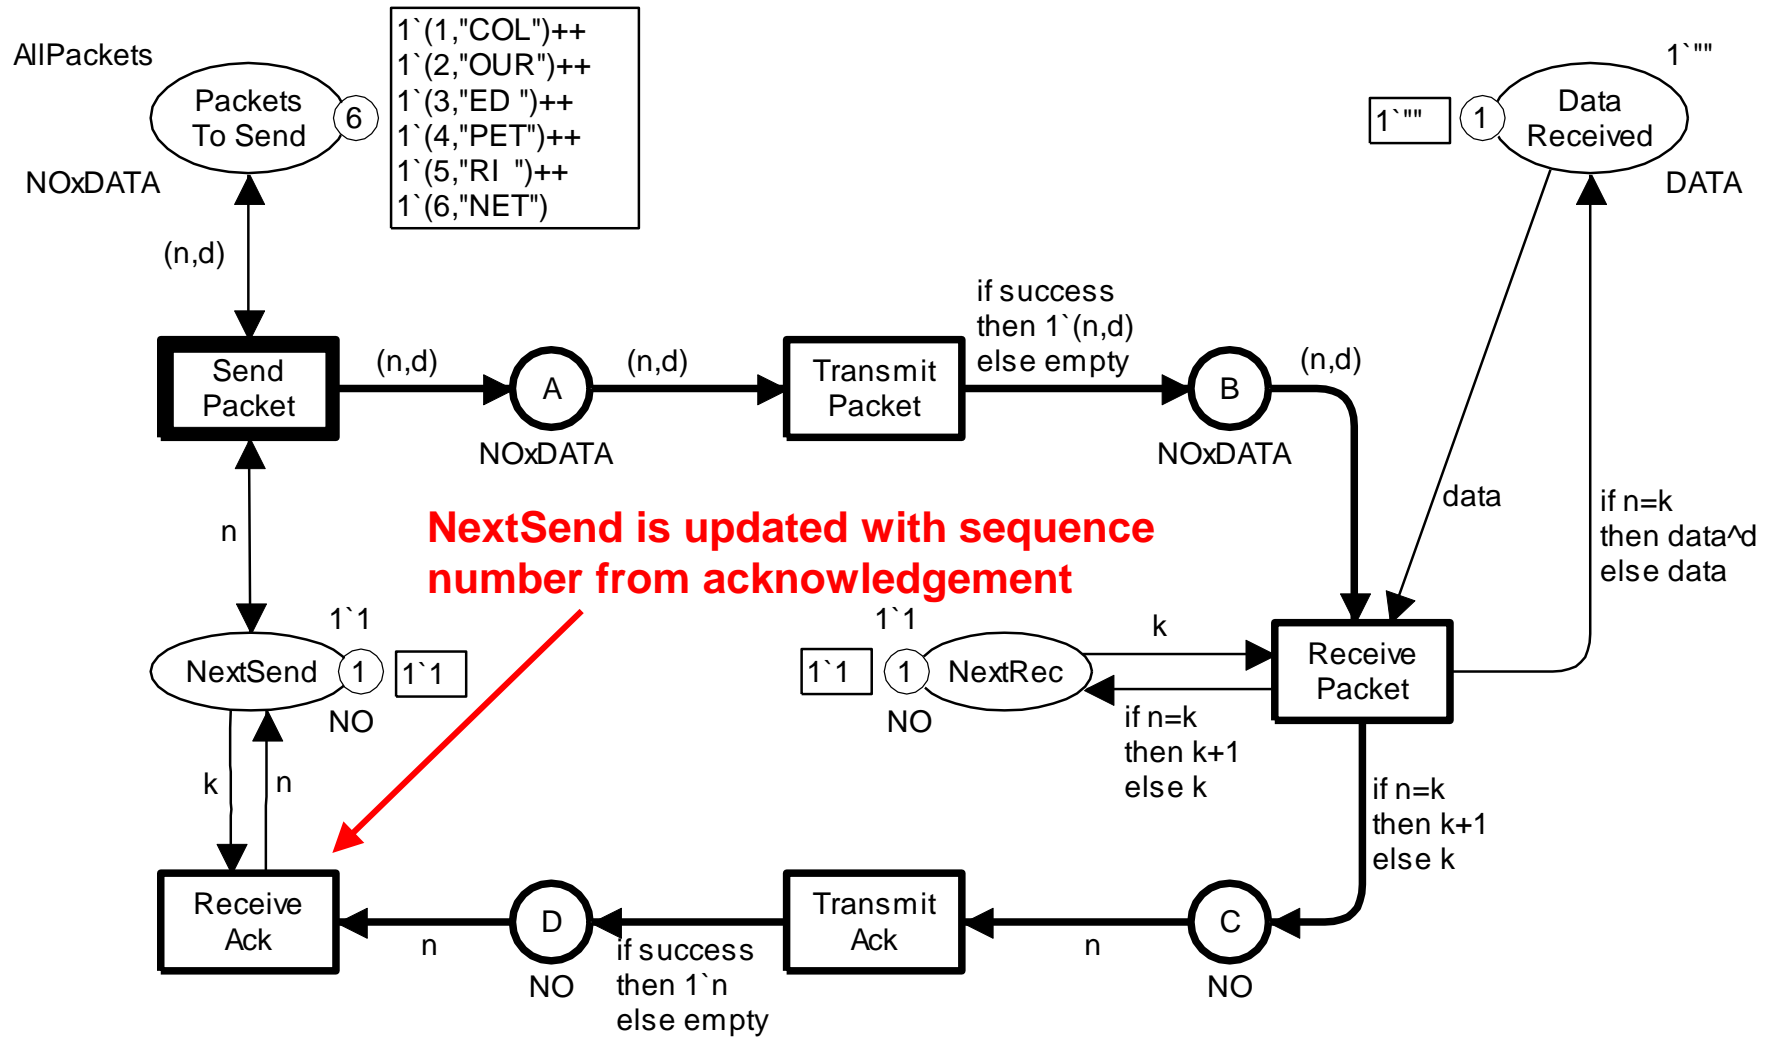 AllPackets
Packets
To Send
6
1`(1,"COL")++
1`(2,"OUR")++
1`(3,"ED ")++
1`(4,"PET")++
1`(5,"RI ")++
1`(6,"NET")
NOxDATA
1`""
1`""
1
Data
Received
DATA
(n,d)
Send
Packet
(n,d)
A
NOxDATA
(n,d)
Transmit
Packet
if success
then 1`(n,d)
else empty
B
NOxDATA
(n,d)
data
if n=k
then data^d
else data
n
NextSend is updated with sequence
number from acknowledgement
1`1
NextSend
1
1`1
NO
1`1
1`1
1
NextRec
NO
k
if n=k
then k+1
else k
Receive
Packet
if n=k
then k+1
else k
k
n
Receive
Ack
n
D
NO
if success
then 1`n
else empty
Transmit
Ack
n
C
NO